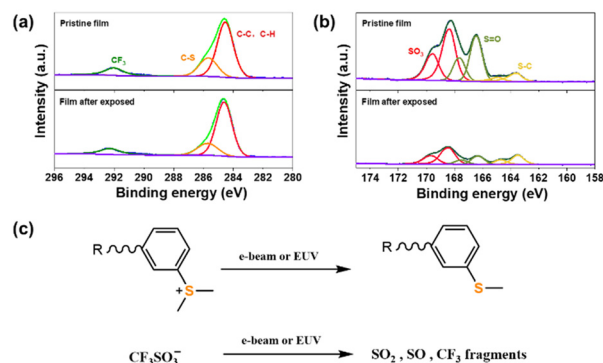 (a)
Pristine film
CF₃
C-S
C-C, C-H
Film after exposed
Intensity (a.u.)
296 294 292 290 288 286 284 282 280
Binding energy (eV)
(b)
Pristine film
SO₃
S=O
S-C
Film after exposed
Intensity (a.u.)
175 170 168 166 164 162 160 158
Binding energy (eV)
(c)
R
S
+
e-beam or EUV
R
S
CF₃SO₃⁻
e-beam or EUV
SO₂ , SO , CF₃ fragments